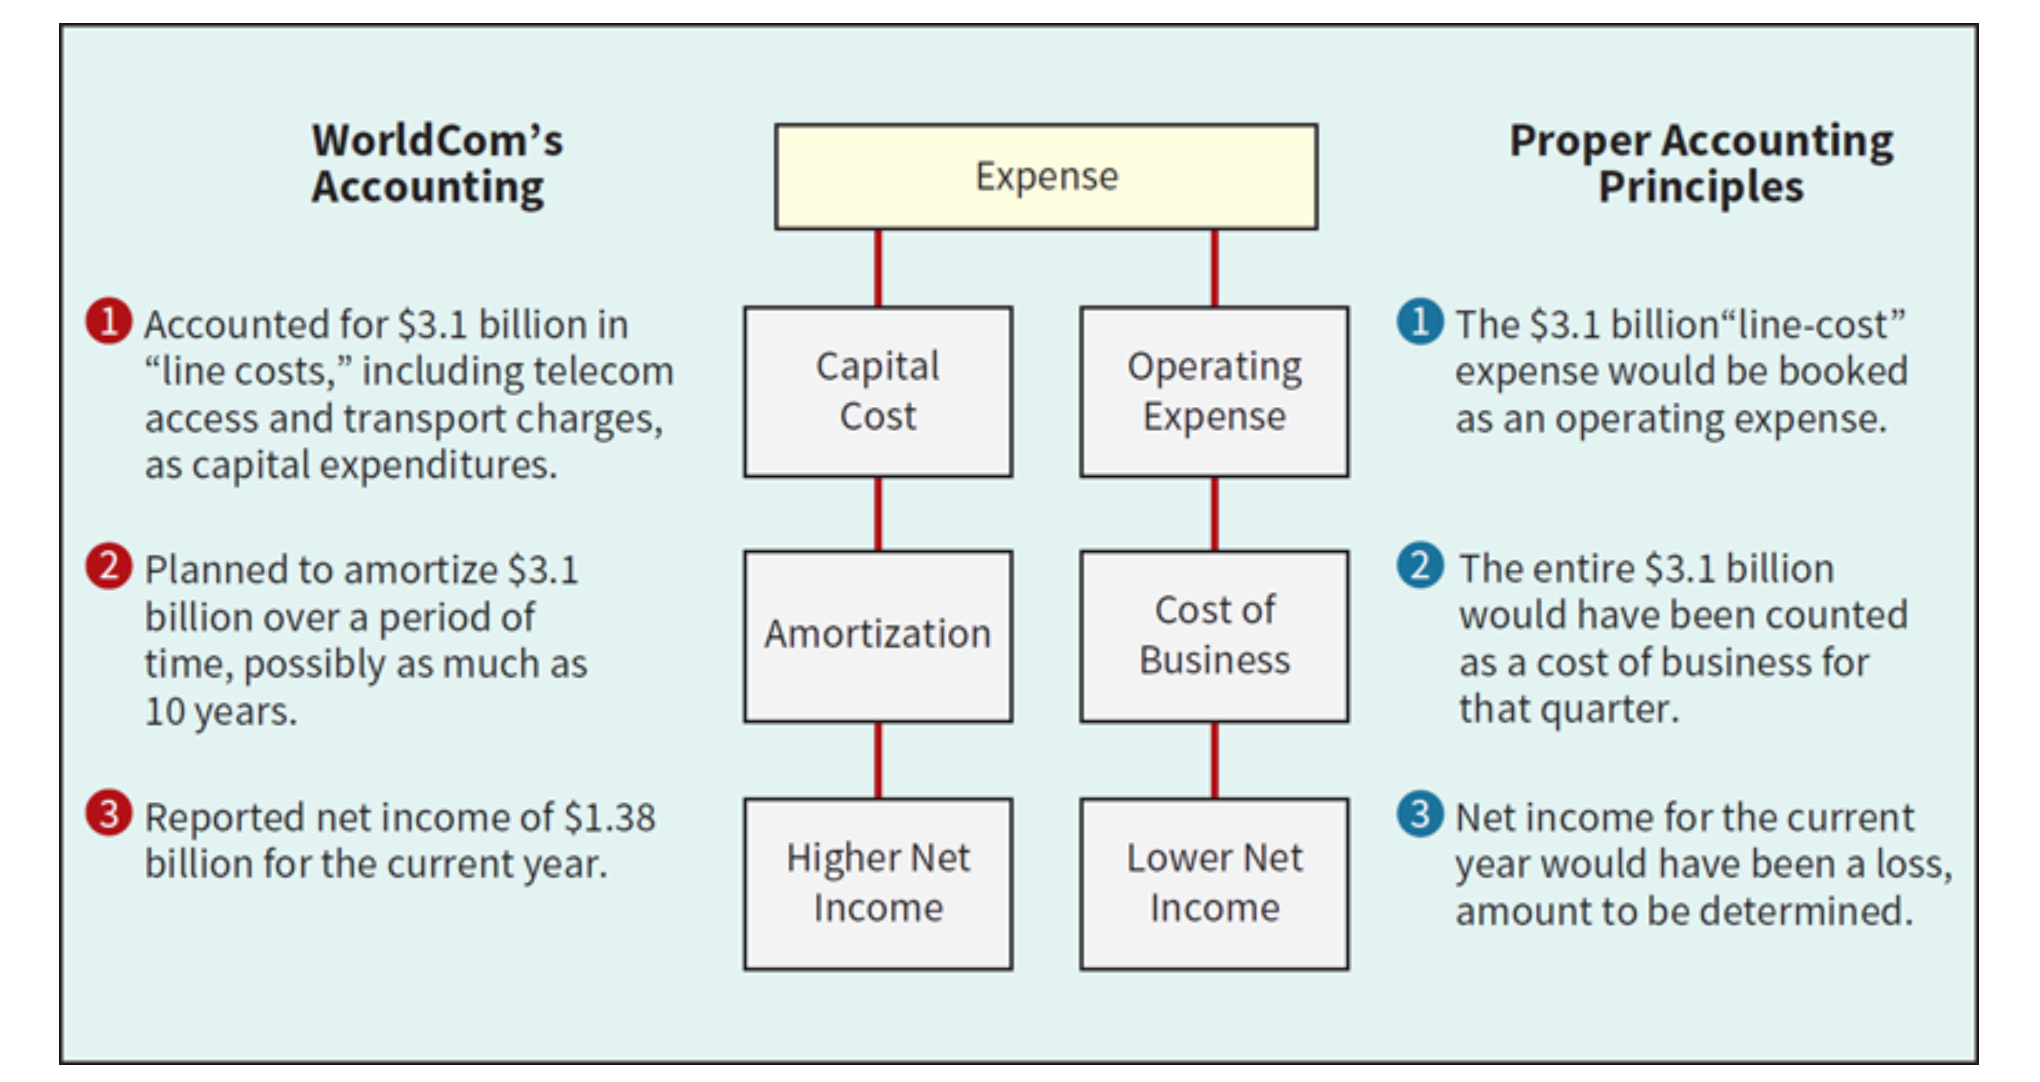 WorldCom’s
Accounting
Expense
Proper Accounting
Principles
1 Accounted for $3.1 billion in
“line costs,” including telecom
access and transport charges,
as capital expenditures.
Capital
Cost
Operating
Expense
1 The $3.1 billion“line-cost”
expense would be booked
as an operating expense.
2 Planned to amortize $3.1
billion over a period of
time, possibly as much as
10 years.
Amortization
Cost of
Business
2 The entire $3.1 billion
would have been counted
as a cost of business for
that quarter.
3 Reported net income of $1.38
billion for the current year.
Higher Net
Income
Lower Net
Income
3 Net income for the current
year would have been a loss,
amount to be determined.